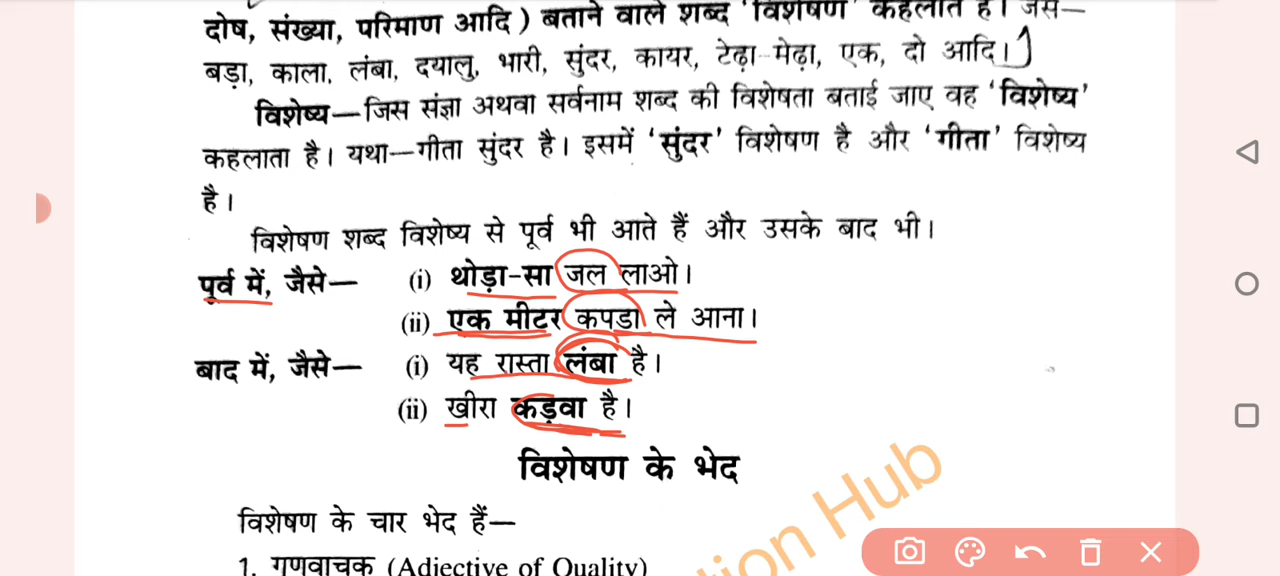 दोष, संख्या, परिमाण आदि ) बताने वाले शब्द 'विशेषण' कहलाते हैं। जैसे—
बड़ा, काला, लंबा, दयालु, भारी, सुंदर, कायर, टेढ़ा-मेढ़ा, एक, दो आदि।
विशेष्य—जिस संज्ञा अथवा सर्वनाम शब्द की विशेषता बताई जाए वह 'विशेष्य'
कहलाता है। यथा—गीता सुंदर है। इसमें 'सुंदर' विशेषण है और 'गीता' विशेष्य
है।
विशेषण शब्द विशेष्य से पूर्व भी आते हैं और उसके बाद भी।
पूर्व में, जैसे— (i) थोड़ा-सा जल लाओ।
(ii) एक मीटर कपडा ले आना।
बाद में, जैसे— (i) यह रास्ता लंबा है।
(ii) खीरा कड़वा है।
विशेषण के भेद
विशेषण के चार भेद हैं—
1. गुणवाचक (Adjective of Quality)
tion Hub